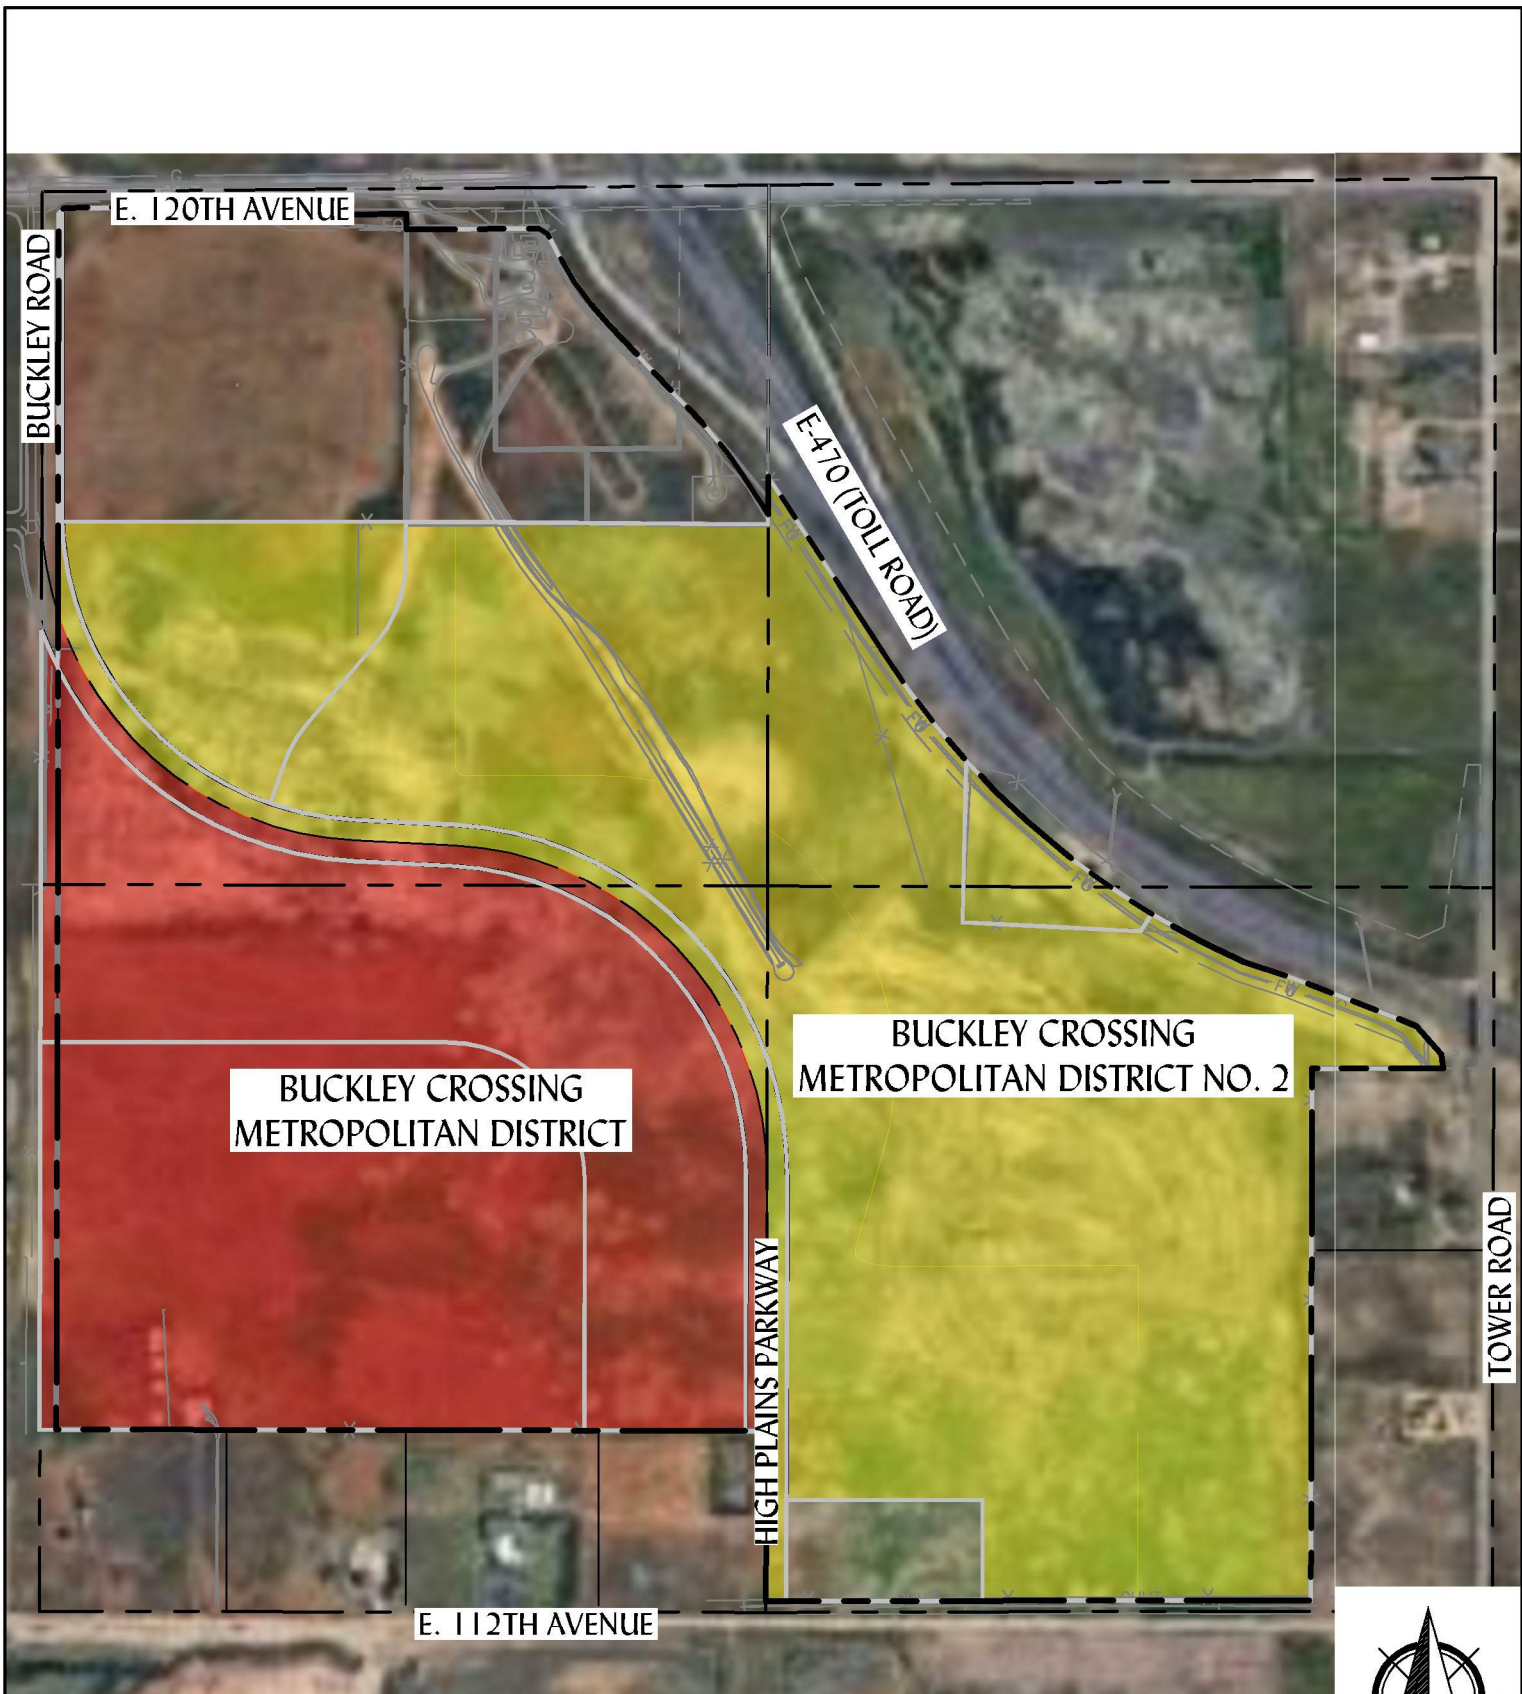 E. 120TH AVENUE
BUCKLEY ROAD
E-470 (TOLL ROAD)
BUCKLEY CROSSING
METROPOLITAN DISTRICT NO. 2
BUCKLEY CROSSING
METROPOLITAN DISTRICT
TOWER ROAD
HIGH PLAINS PARKWAY
E. 112TH AVENUE